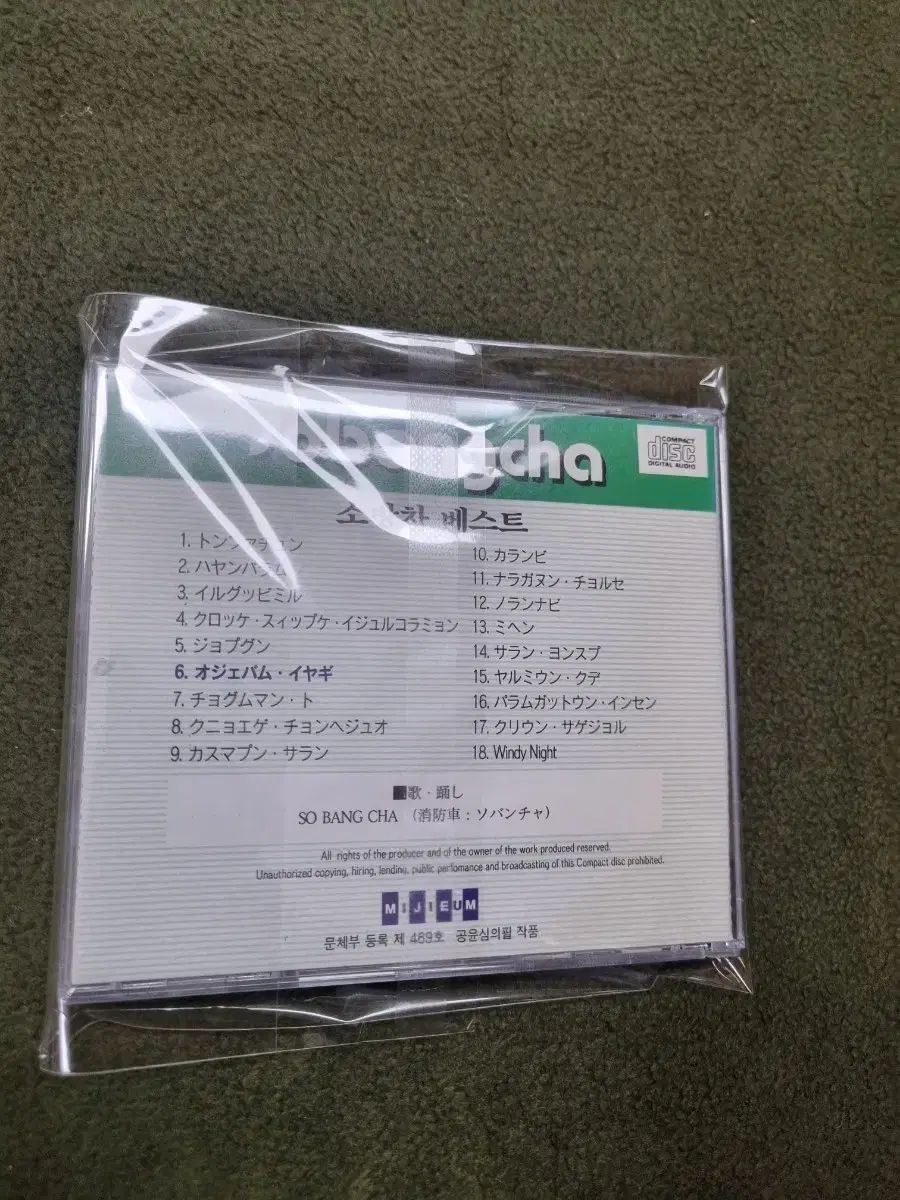 bangcha
COMPACT
disc
DIGITAL AUDIO
베스트
1. トンファチュン
2. ハヤンバラム
3. イルグッピミル
4. クロッケ・スィップケ・イジュルコラミョン
5. ジョブグン
6. オジェバム・イヤギ
7. チョグムマン・ト
8. クニョエゲ・チョンヘジュオ
9. カスマプン・サラン
10. カランビ
11. ナラガヌン・チョルセ
12. ノランナビ
13. ミヘン
14. サラン・ヨンスプ
15. ヤルミウン・クデ
16. パラムガットウン・インセン
17. クリウン・サゲジョル
18. Windy Night
■歌・踊し
SO BANG CHA (消防車 : ソバンチャ)
All rights of the producer and of the owner of the work produced reserved.
Unauthorized copying, hiring, lending, public perfomance and broadcasting of this Compact disc prohibited.
MIJIEUM
문체부 등록 제 469호 공윤심의필 작품